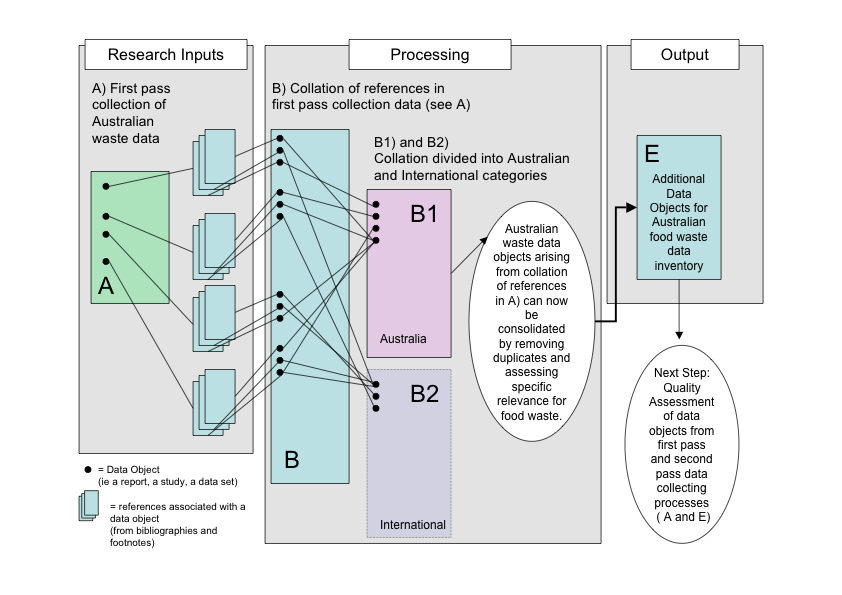 Research Inputs
Processing
Output
A) First pass
collection of
Australian
waste data
A
B) Collation of references in
first pass collection data (see A)
B
B1) and B2)
Collation divided into Australian
and International categories
B1
Australia
B2
International
Australian
waste data
objects arising
from collation
of references
in A) can now
be
consolidated
by removing
duplicates and
assessing
specific
relevance for
food waste.
E
Additional
Data
Objects for
Australian
food waste
data
inventory
Next Step:
Quality
Assessment
of data
objects from
first pass
and second
pass data
collecting
processes
( A and E)
= Data Object
(ie a report, a study, a data set)
= references associated with a
data object
(from bibliographies and
footnotes)